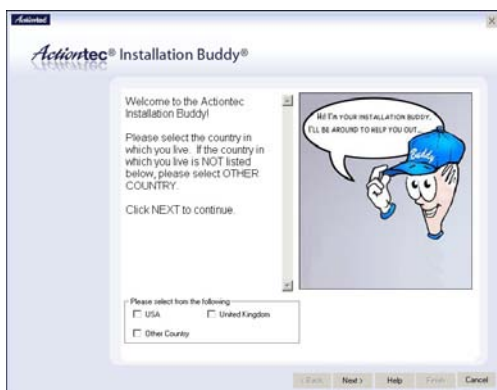 Actiontec
Actiontec® Installation Buddy®
Welcome to the Actiontec
Installation Buddy!
Please select the country in
which you live. If the country in
which you live is NOT listed
below, please select OTHER
COUNTRY.
Click NEXT to continue.
HI! I'M YOUR INSTALLATION BUDDY.
I'LL BE AROUND TO HELP YOU OUT...
Buddy
Please select from the following
USA
United Kingdom
Other Country
< Back
Next >
Help
Finish
Cancel